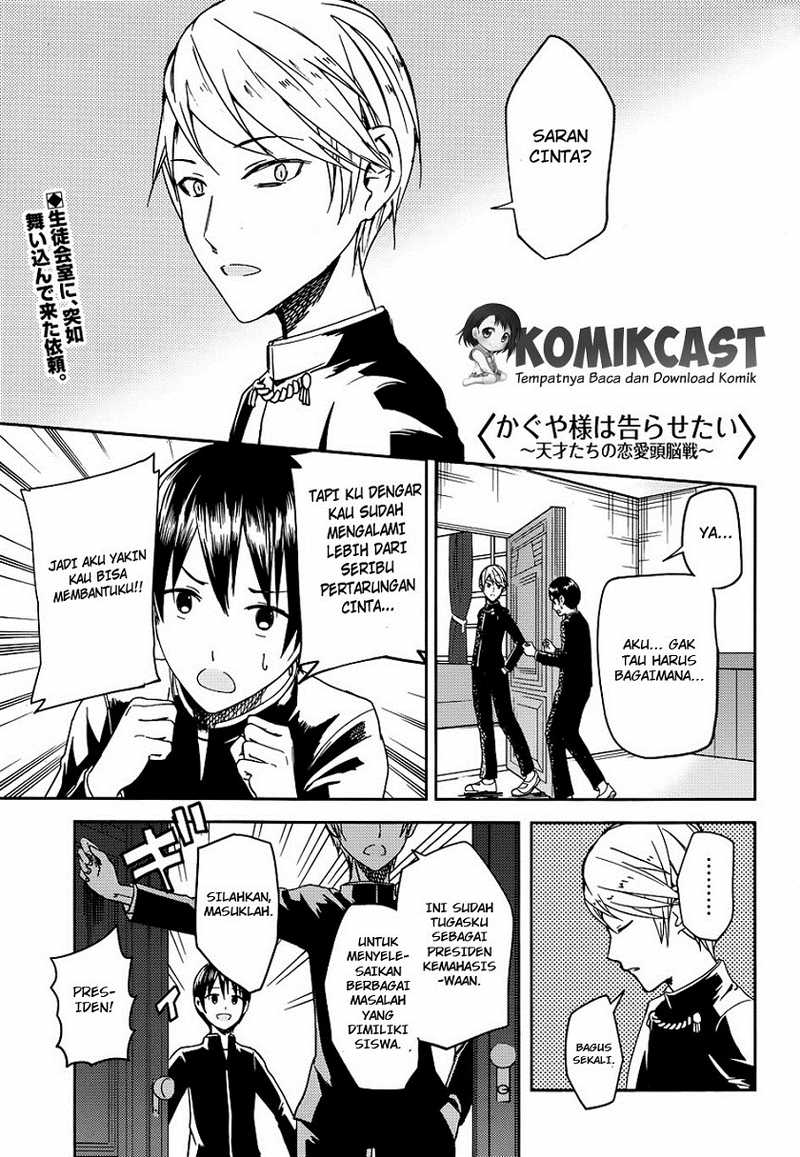 SARAN
CINTA?
◆生徒会室に、突如
舞い込んで来た依頼。
KOMIKCAST
Tempatnya Baca dan Download Komik
〈かぐや様は告らせたい〉
～天才たちの恋愛頭脳戦～
YA...
AKU... GAK
TAU HARUS
BAGAIMANA...
TAPI KU DENGAR
KAU SUDAH
MENGALAMI
LEBIH DARI
SERIBU
PERTARUNGAN
CINTA...
JADI AKU YAKIN
KAU BISA
MEMBANTUKU!!
......
BAGUS
SEKALI.
INI SUDAH
TUGASKU
SEBAGAI
PRESIDEN
KEMAHASIS
-WAAN.
UNTUK
MENYELE-
SAIKAN
BERBAGAI
MASALAH
YANG
DIMILIKI
SISWA.
SILAHKAN,
MASUKLAH.
ギギィ
PRES-
IDEN!